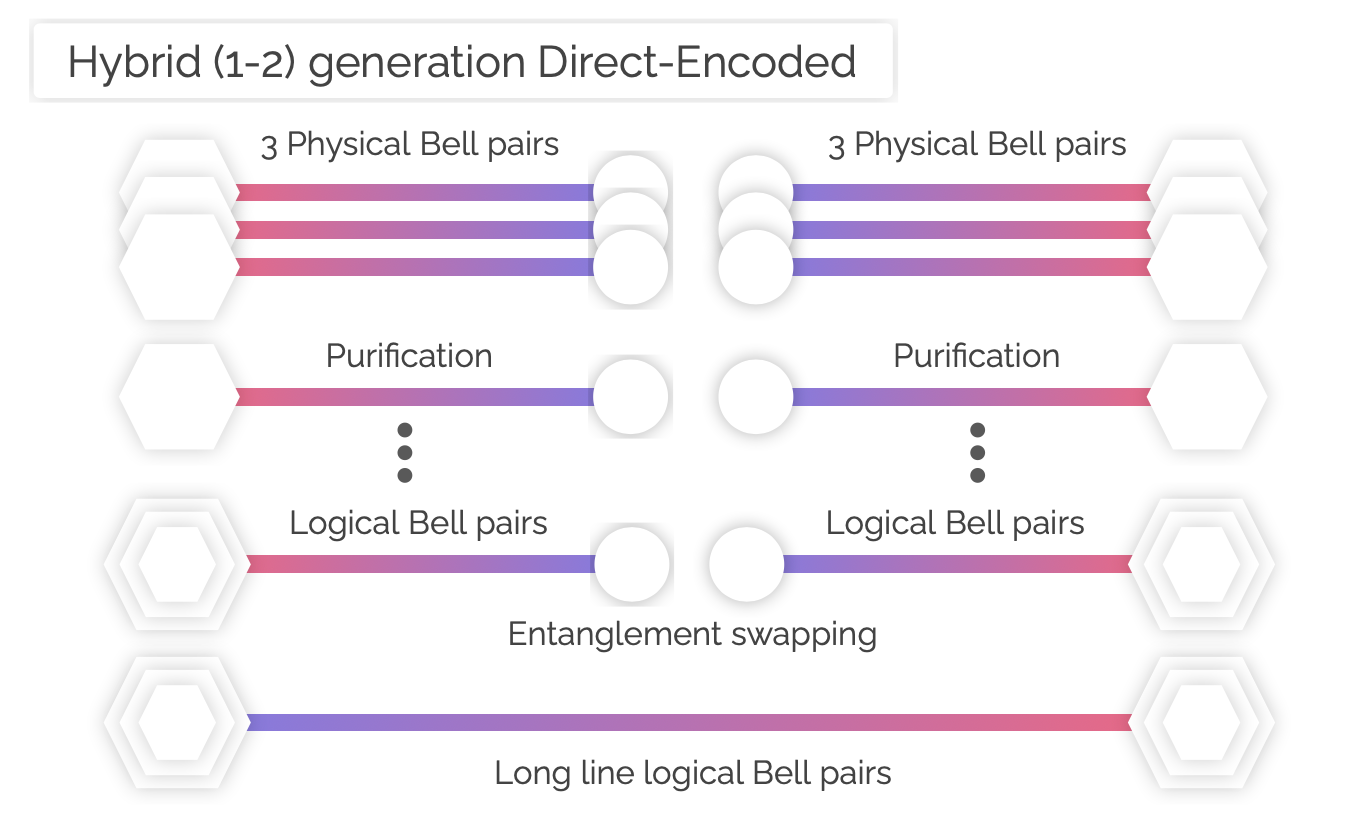 Hybrid (1-2) generation Direct-Encoded
3 Physical Bell pairs
3 Physical Bell pairs
Purification
Purification
Logical Bell pairs
Logical Bell pairs
Entanglement swapping
Long line logical Bell pairs